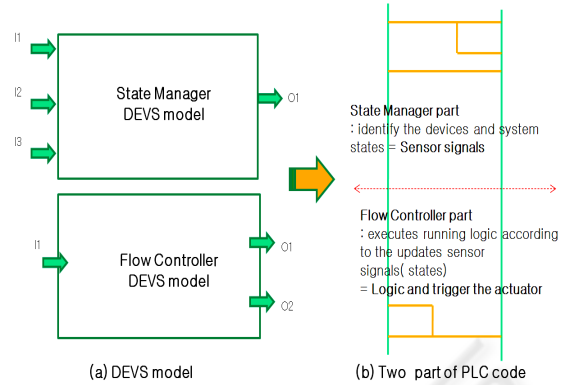 I1
I2
I3
State Manager
DEVS model
O1
I1
Flow Controller
DEVS model
O1
O2
(a) DEVS model
State Manager part
: identify the devices and system
states = Sensor signals
Flow Controller part
: executes running logic according
to the updates sensor
signals( states)
= Logic and trigger the actuator
(b) Two part of PLC code